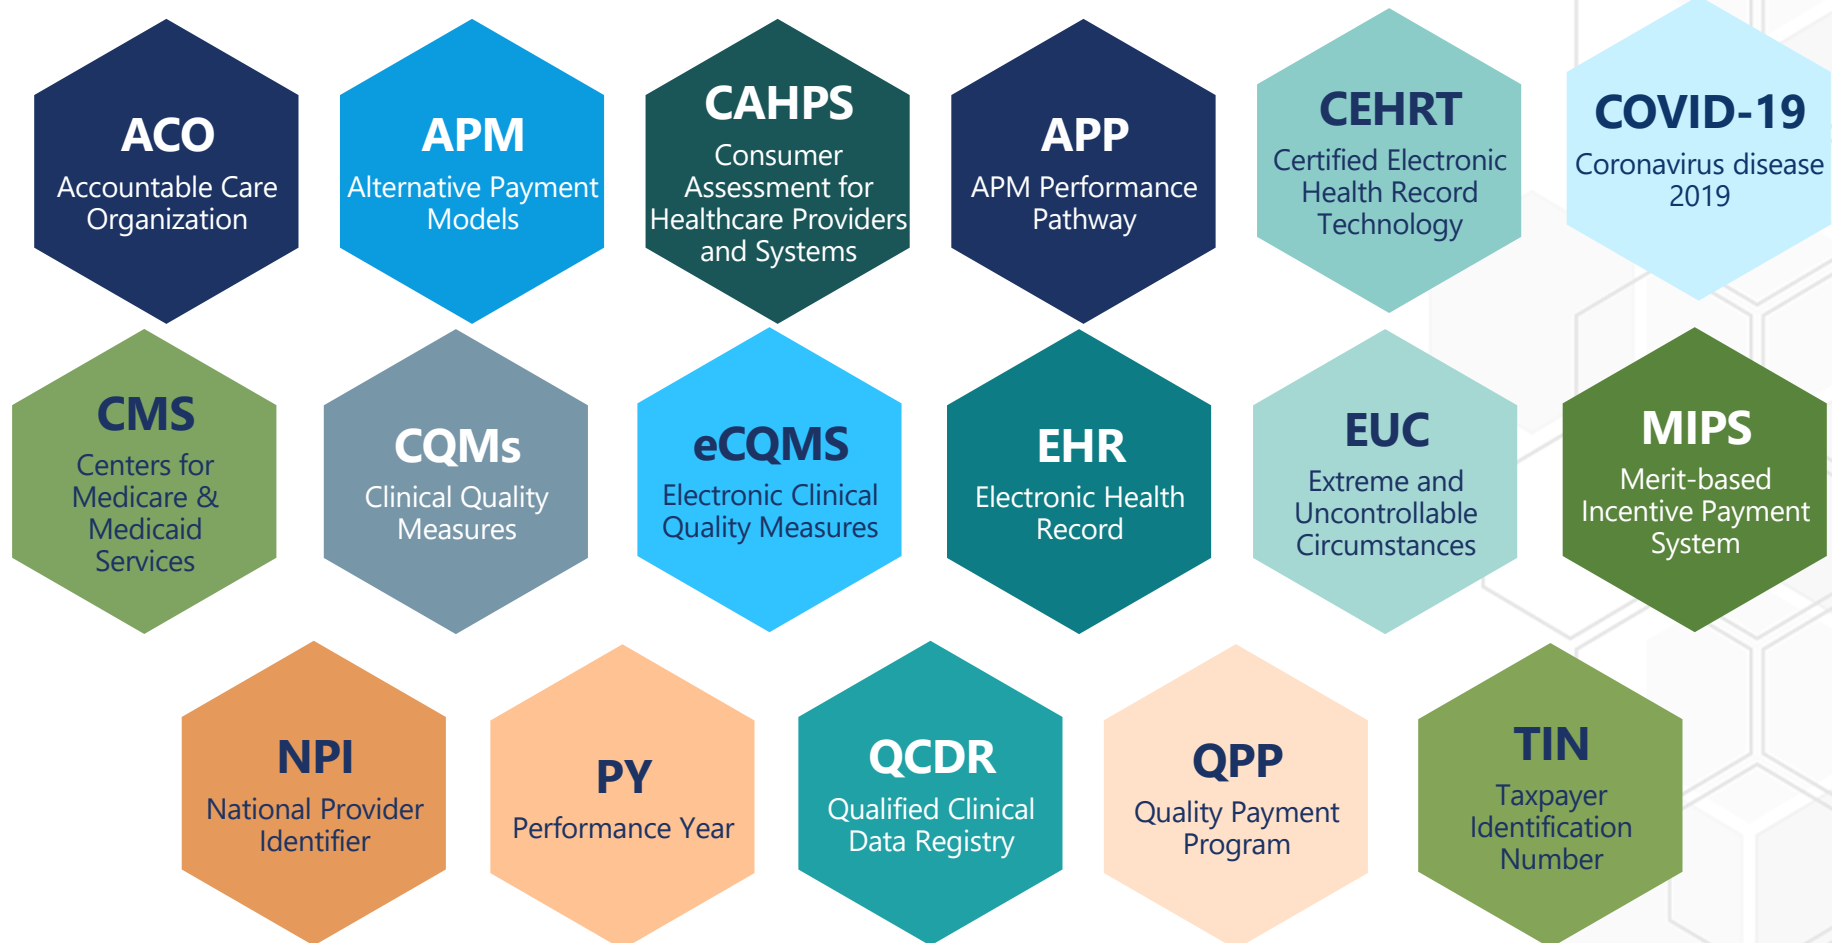 ACO
Accountable Care
Organization
APM
Alternative Payment
Models
CAHPS
Consumer
Assessment for
Healthcare Providers
and Systems
APP
APM Performance
Pathway
CEHRT
Certified Electronic
Health Record
Technology
COVID-19
Coronavirus disease
2019
CMS
Centers for
Medicare &
Medicaid
Services
CQMs
Clinical Quality
Measures
eCQMS
Electronic Clinical
Quality Measures
EHR
Electronic Health
Record
EUC
Extreme and
Uncontrollable
Circumstances
MIPS
Merit-based
Incentive Payment
System
NPI
National Provider
Identifier
PY
Performance Year
QCDR
Qualified Clinical
Data Registry
QPP
Quality Payment
Program
TIN
Taxpayer
Identification
Number